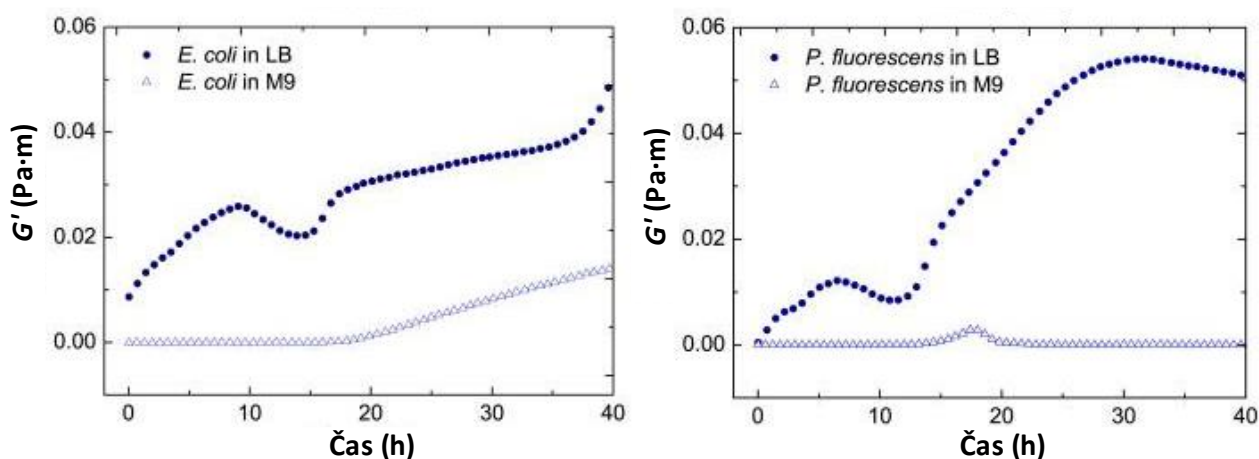 0.06
E. coli in LB
E. coli in M9
0.04
0.02
0.00
G' (Pa·m)
0 10 20 30 40
Čas (h)
0.06
P. fluorescens in LB
P. fluorescens in M9
0.04
0.02
0.00
G' (Pa·m)
0 10 20 30 40
Čas (h)